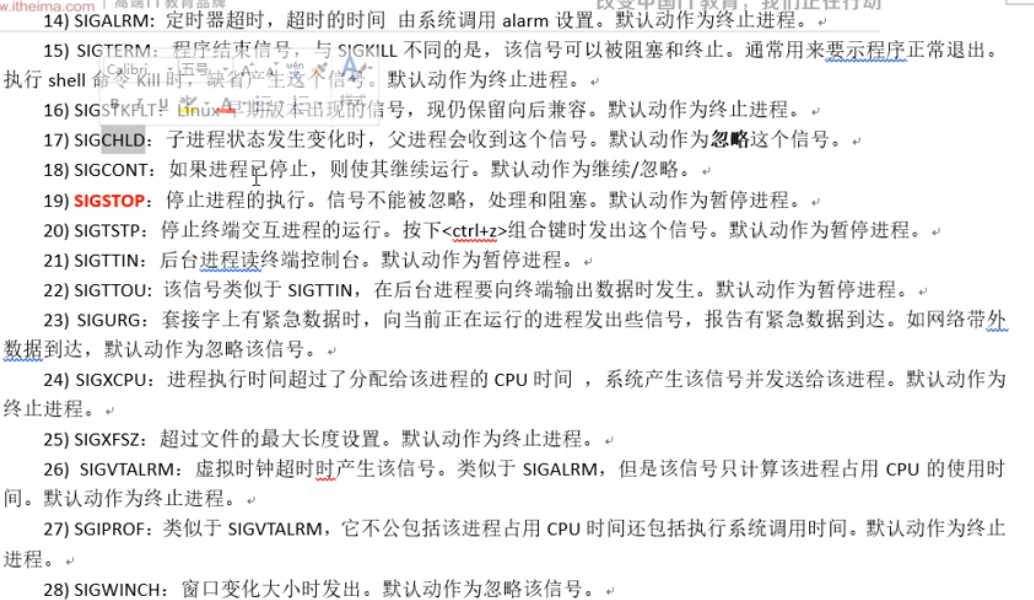 www.itheima.com | 高端IT教育品牌
改变中国IT教育，我们正在行动
14) SIGALRM：定时器超时，超时的时间 由系统调用 alarm 设置。默认动作为终止进程。
15) SIGTERM：程序结束信号，与 SIGKILL 不同的是，该信号可以被阻塞和终止。通常用来要示程序正常退出。
执行 shell 命令 Kill 时，缺省产生这个信号。默认动作为终止进程。
Calibri 五号
16) SIGSTKFLT：Linux 早期版本出现的信号，现仍保留向后兼容。默认动作为终止进程。
17) SIGCHLD：子进程状态发生变化时，父进程会收到这个信号。默认动作为忽略这个信号。
18) SIGCONT：如果进程已停止，则使其继续运行。默认动作为继续/忽略。
19) SIGSTOP：停止进程的执行。信号不能被忽略，处理和阻塞。默认动作为暂停进程。
20) SIGTSTP：停止终端交互进程的运行。按下<ctrl+z>组合键时发出这个信号。默认动作为暂停进程。
21) SIGTTIN：后台进程读终端控制台。默认动作为暂停进程。
22) SIGTTOU：该信号类似于 SIGTTIN，在后台进程要向终端输出数据时发生。默认动作为暂停进程。
23) SIGURG：套接字上有紧急数据时，向当前正在运行的进程发出些信号，报告有紧急数据到达。如网络带外
数据到达，默认动作为忽略该信号。
24) SIGXCPU：进程执行时间超过了分配给该进程的 CPU 时间 ，系统产生该信号并发送给该进程。默认动作为
终止进程。
25) SIGXFSZ：超过文件的最大长度设置。默认动作为终止进程。
26) SIGVTALRM：虚拟时钟超时时产生该信号。类似于 SIGALRM，但是该信号只计算该进程占用 CPU 的使用时
间。默认动作为终止进程。
27) SGIPROF：类似于 SIGVTALRM，它不公包括该进程占用 CPU 时间还包括执行系统调用时间。默认动作为终止
进程。
28) SIGWINCH：窗口变化大小时发出。默认动作为忽略该信号。